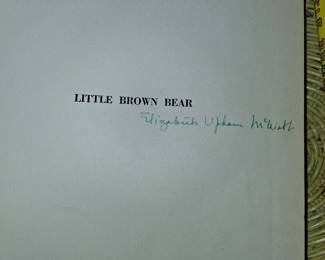 LITTLE BROWN BEAR
Elizabeth Upham McWebb